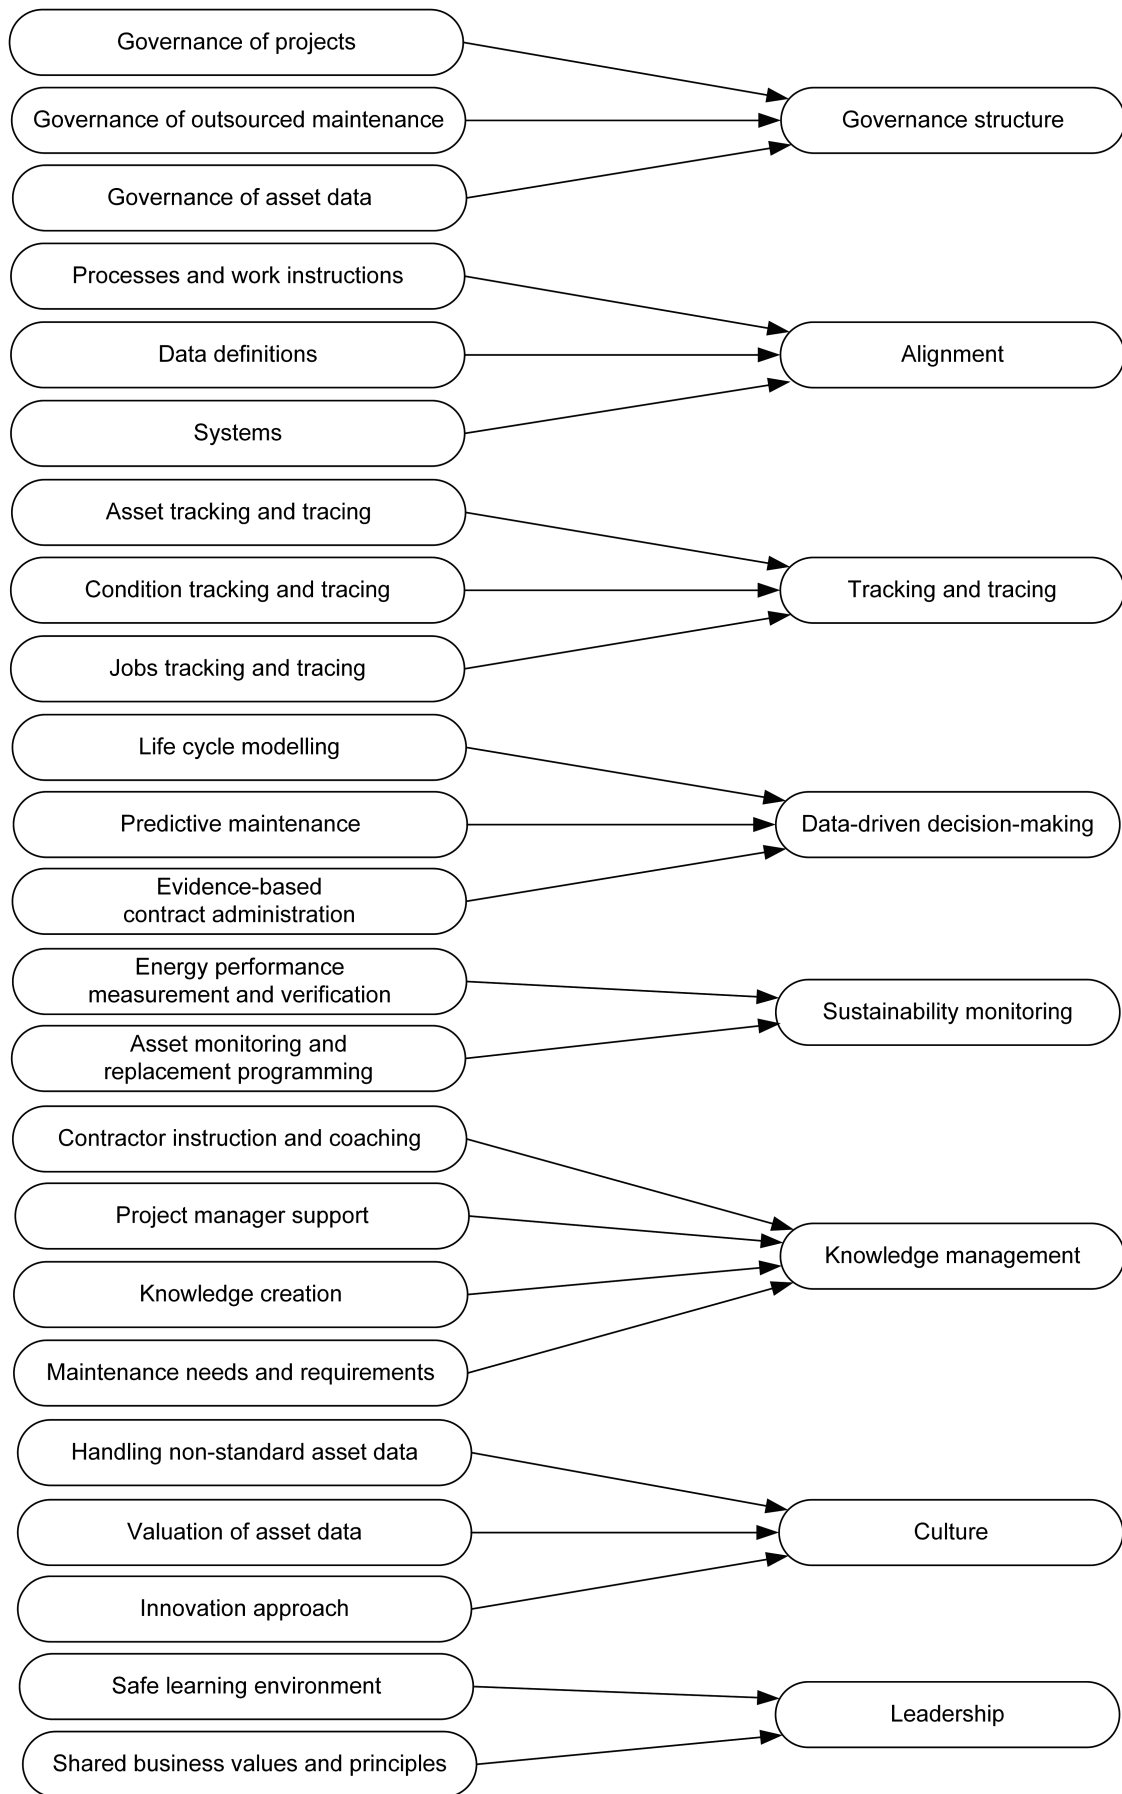 Governance of projects
Governance of outsourced maintenance
Governance of asset data
Governance structure
Processes and work instructions
Data definitions
Systems
Alignment
Asset tracking and tracing
Condition tracking and tracing
Jobs tracking and tracing
Tracking and tracing
Life cycle modelling
Predictive maintenance
Evidence-based
contract administration
Data-driven decision-making
Energy performance
measurement and verification
Asset monitoring and
replacement programming
Sustainability monitoring
Contractor instruction and coaching
Project manager support
Knowledge creation
Maintenance needs and requirements
Knowledge management
Handling non-standard asset data
Valuation of asset data
Innovation approach
Culture
Safe learning environment
Shared business values and principles
Leadership